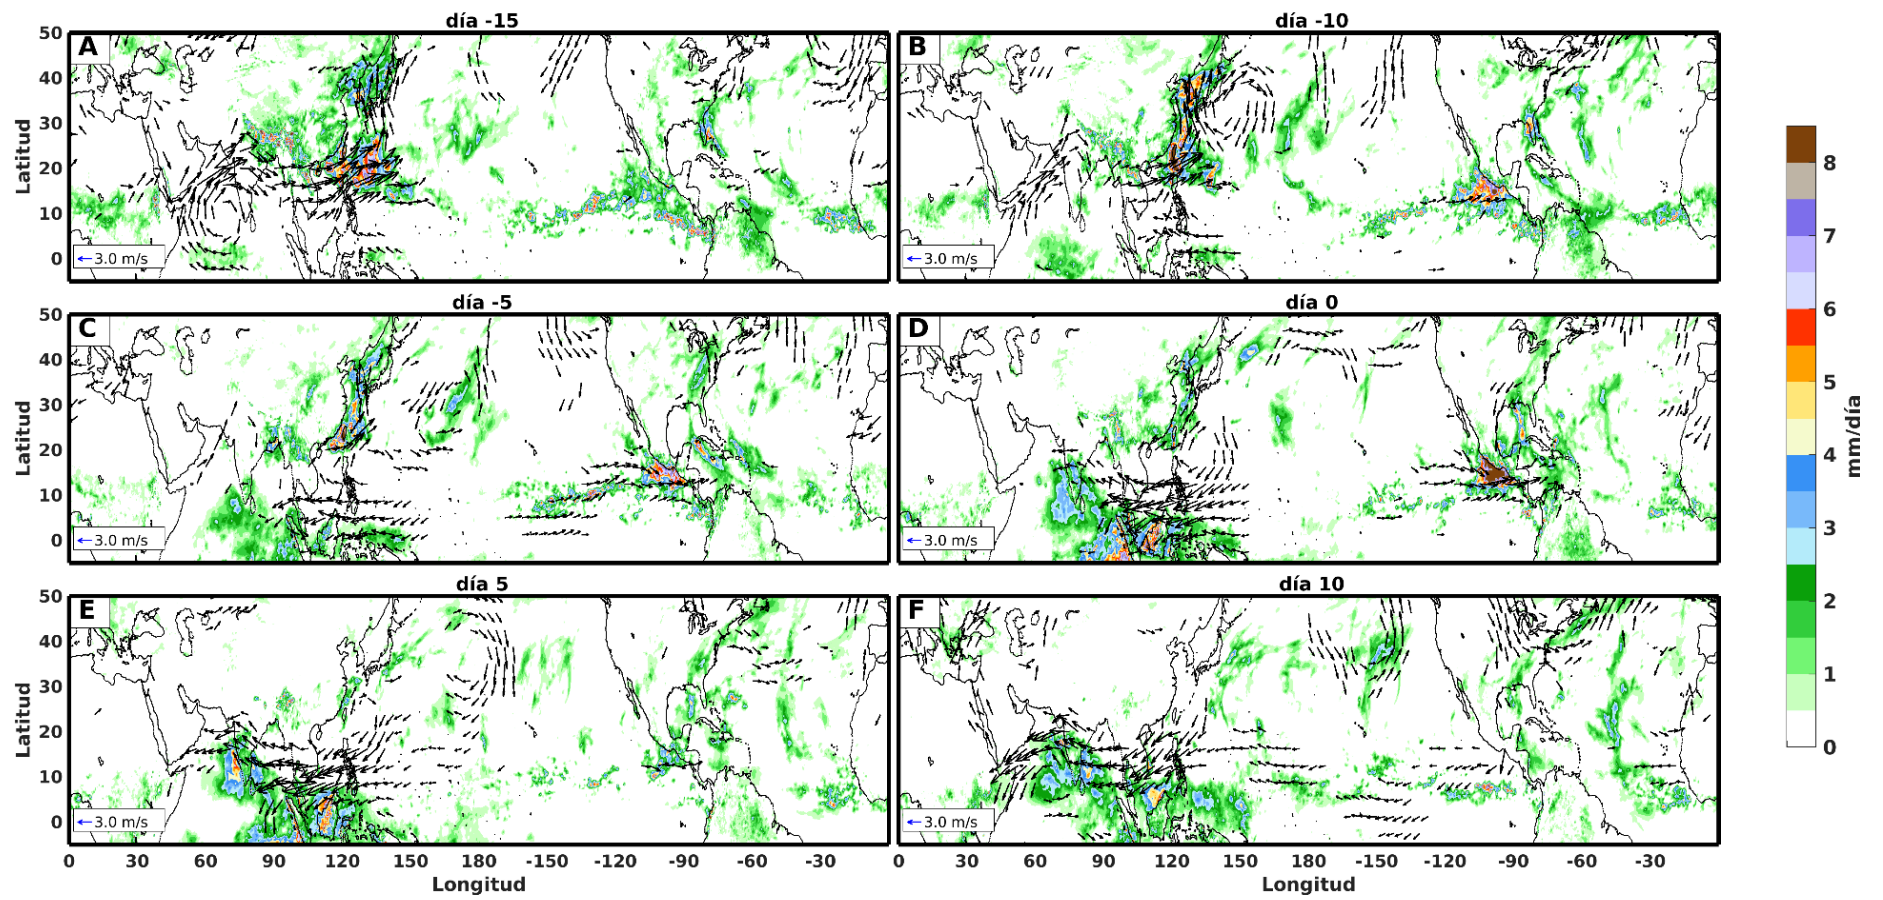 día -15
día -10
A
B
50
40
30
20
10
0
Latitud
3.0 m/s
3.0 m/s
día -5
día 0
C
D
50
40
30
20
10
0
Latitud
3.0 m/s
3.0 m/s
día 5
día 10
E
F
50
40
30
20
10
0
Latitud
3.0 m/s
3.0 m/s
0 30 60 90 120 150 180 -150 -120 -90 -60 -30
0 30 60 90 120 150 180 -150 -120 -90 -60 -30
Longitud
Longitud
8
7
6
5
4
3
2
1
0
mm/día